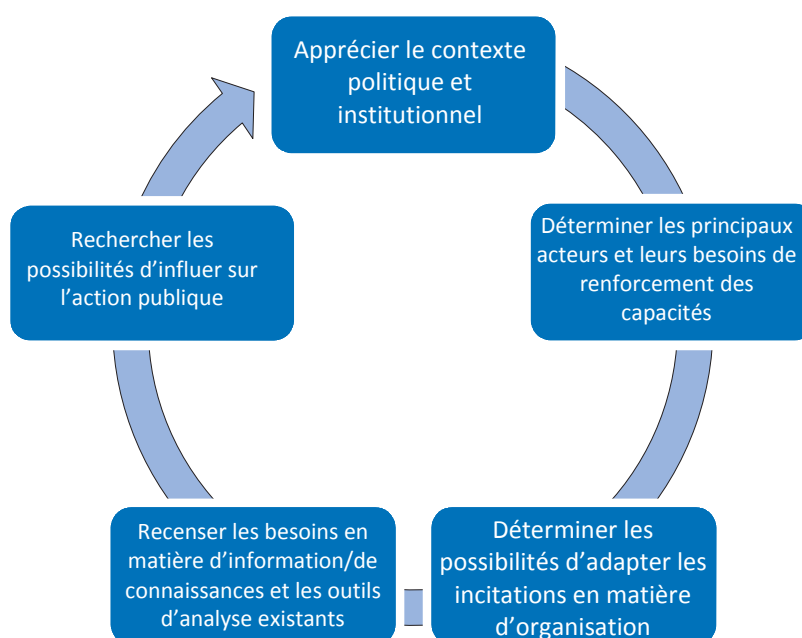 Apprécier le contexte
politique et
institutionnel
Déterminer les principaux
acteurs et leurs besoins de
renforcement des
capacités
Déterminer les
possibilités d’adapter les
incitations en matière
d’organisation
Recenser les besoins en
matière d’information/de
connaissances et les outils
d’analyse existants
Rechercher les
possibilités d’influer sur
l’action publique